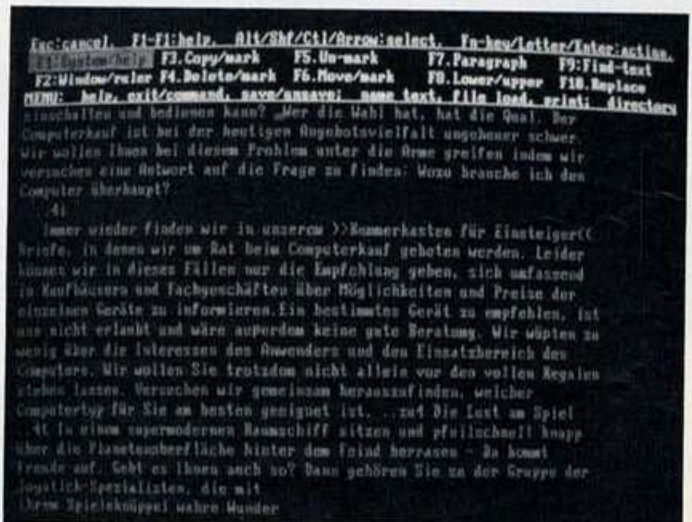 Esc:cancel, F1-F1:help, Alt/Shf/Ctl/Arrow:select, Fn-key/Letter/Enter:action,
F1:System/help F3.Copy/mark F5.Un-mark F7.Paragraph F9:Find-text
F2:Window/ruler F4.Delete/mark F6.Move/mark F8.Lower/upper F10.Replace
MENU: help, exit/command, save/unsave; name text, file load, print; directory
einschalten und bedienen kann? „Wer die Wahl hat, hat die Qual. Der
Computerkauf ist bei der heutigen Angebotsvielfalt ungeheuer schwer.
Wir wollen Ihnen bei diesem Problem unter die Arme greifen indem wir
versuchen eine Antwort auf die Frage zu finden: Wozu brauche ich den
Computer überhaupt?
4i
Immer wieder finden wir in unserem >>Kummerkasten für Einsteiger((
Briefe, in denen wir um Rat beim Computerkauf gebeten werden. Leider
können wir in diesen Fällen nur die Empfehlung geben, sich umfassend
in Kaufhäusern und Fachgeschäften über Möglichkeiten und Preise der
einzelnen Geräte zu informieren.Ein bestimmtes Gerät zu empfehlen, ist
uns nicht erlaubt und wäre auperdem keine gute Beratung. Wir wüpten zu
wenig über die Interessen des Anwenders und den Einsatzbereich des
Computers. Wir wollen Sie trotzdem nicht allein vor den vollen Regalen
stehen lassen. Versuchen wir gemeinsam herauszufinden, welcher
Computertyp für Sie am besten geeignet ist. ..zu4 Die Lust am Spiel
4t In einem supermodernen Raumschiff sitzen und pfeilschnell knapp
über die Planetenoberfläche hinter dem Feind herrasen - Da kommt
Freude auf. Geht es Ihnen auch so? Dann gehören Sie zu der Gruppe der
Joystick-Spezialisten, die mit
ihrem Spieleknüppel wahre Wunder